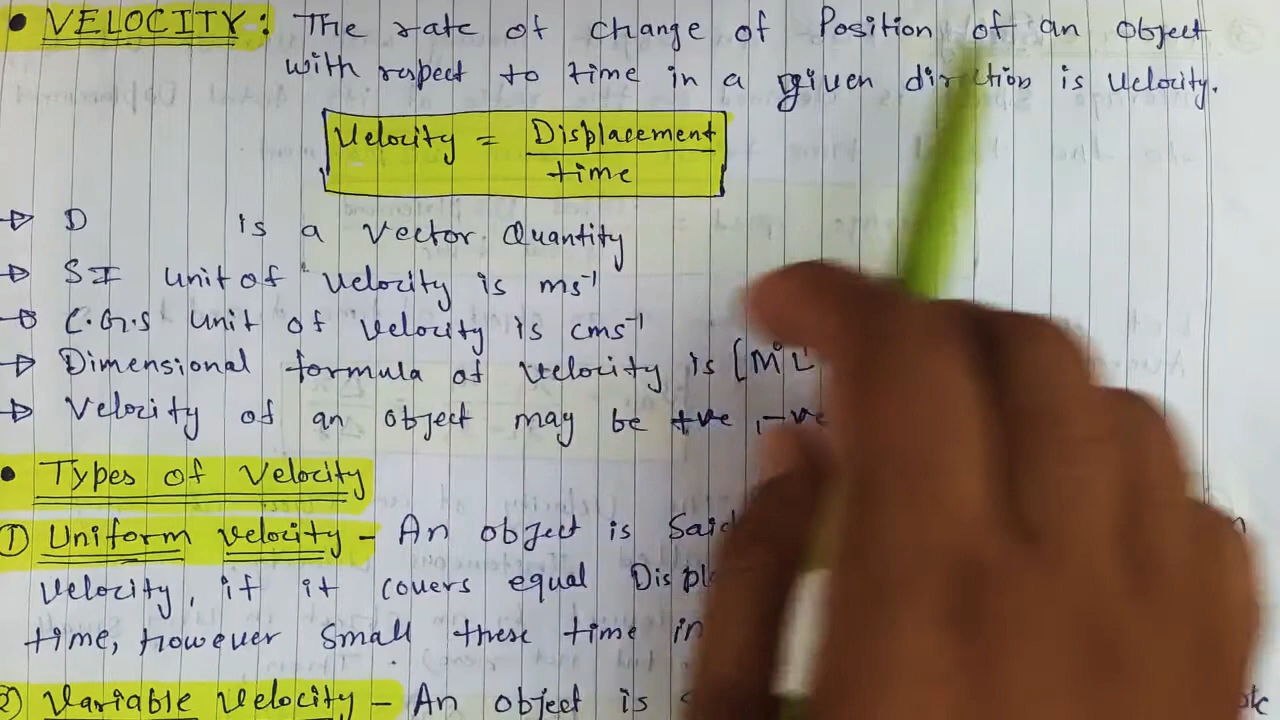 • VELOCITY: The rate of change of Position of an object
with respect to time in a given direction is Velocity.
Velocity = Displacement
time
→ D is a Vector Quantity
→ SI Unit of Velocity is ms⁻¹
→ C.G.S Unit of Velocity is cms⁻¹
→ Dimensional formula of Velocity is [M⁰L¹
→ Velocity of an object may be +ve, -ve
• Types of Velocity
① Uniform Velocity - An object is Said
Velocity, if it covers equal
time, however Small these time
② Variable Velocity - An object is